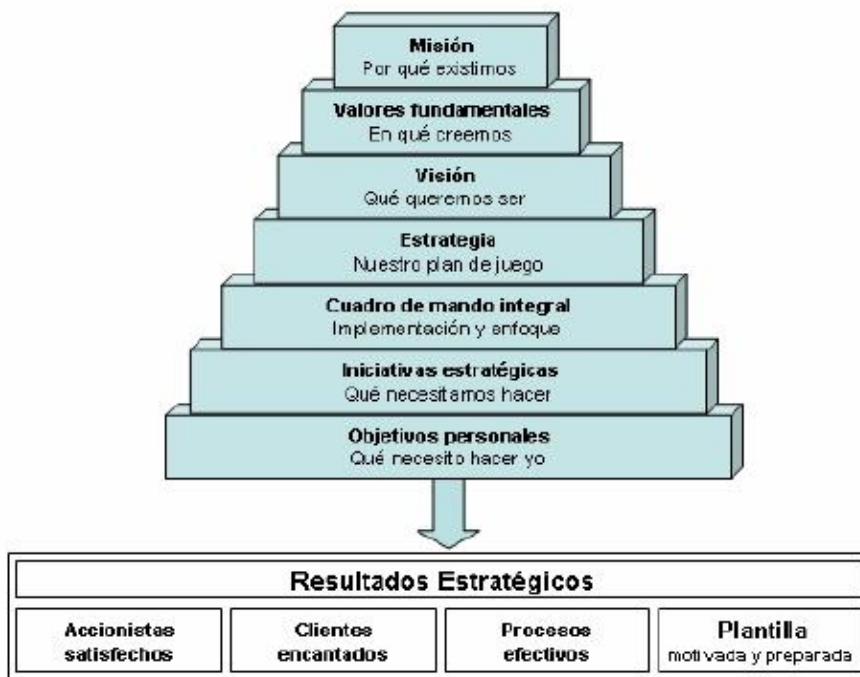 Misión
Por qué existimos
Valores fundamentales
En qué creemos
Visión
Qué queremos ser
Estrategia
Nuestro plan de juego
Cuadro de mando integral
Implementación y enfoque
Iniciativas estratégicas
Qué necesitamos hacer
Objetivos personales
Qué necesito hacer yo
Resultados Estratégicos
Accionistas
satisfechos
Clientes
encantados
Procesos
efectivos
Plantilla
motivada y preparada